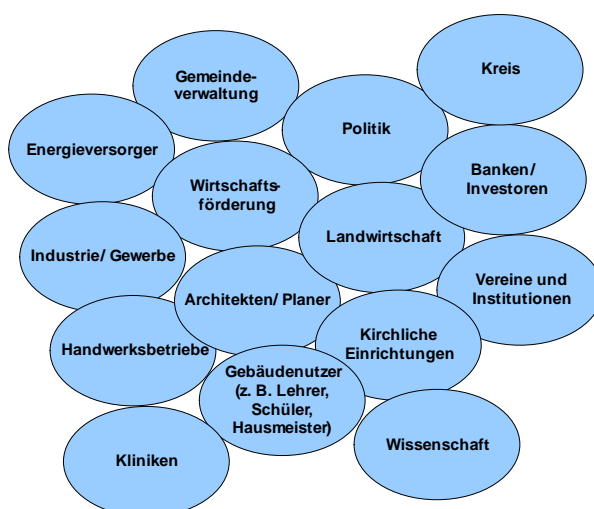 Gemeinde-
verwaltung
Kreis
Politik
Energieversorger
Banken/
Investoren
Wirtschafts-
förderung
Landwirtschaft
Industrie/ Gewerbe
Vereine und
Institutionen
Architekten/ Planer
Kirchliche
Einrichtungen
Handwerksbetriebe
Gebäudenutzer
(z. B. Lehrer,
Schüler,
Hausmeister)
Wissenschaft
Kliniken